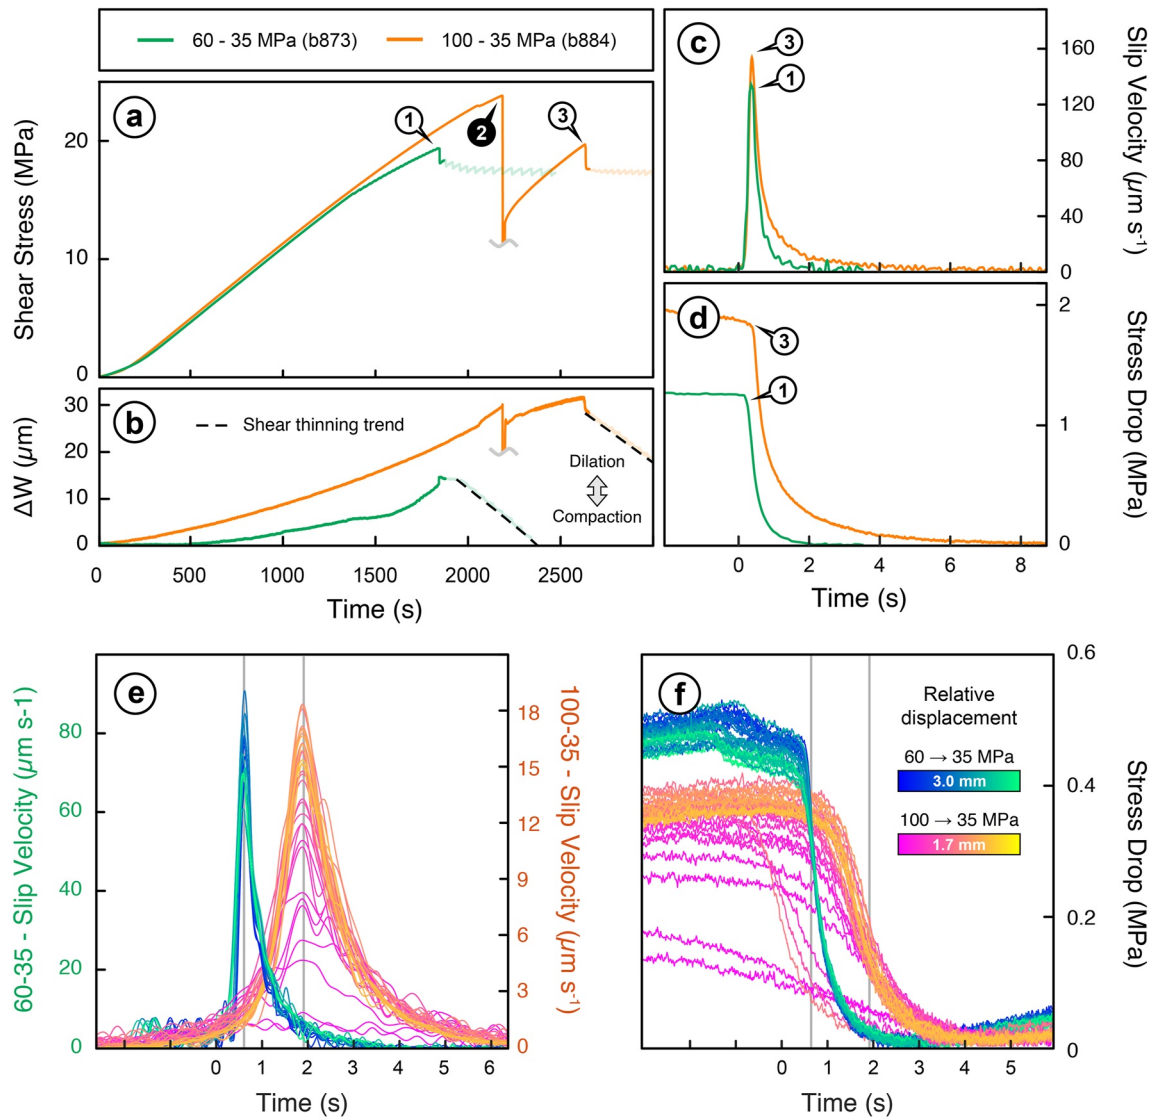 60 - 35 MPa (b873)
100 - 35 MPa (b884)
a
Shear Stress (MPa)
20
10
0
1
2
3
b
ΔW (μm)
30
20
10
0
Shear thinning trend
Dilation
Compaction
0
500
1000
1500
2000
2500
Time (s)
c
3
1
Slip Velocity (μm s-1)
160
120
80
40
0
d
3
1
Stress Drop (MPa)
2
1
0
0
2
4
6
8
Time (s)
e
60-35 - Slip Velocity (μm s-1)
80
60
40
20
0
100-35 - Slip Velocity (μm s-1)
18
15
12
9
6
3
0
0
1
2
3
4
5
6
Time (s)
f
Relative
displacement
60 → 35 MPa
3.0 mm
100 → 35 MPa
1.7 mm
Stress Drop (MPa)
0.6
0.4
0.2
0
0
1
2
3
4
5
Time (s)